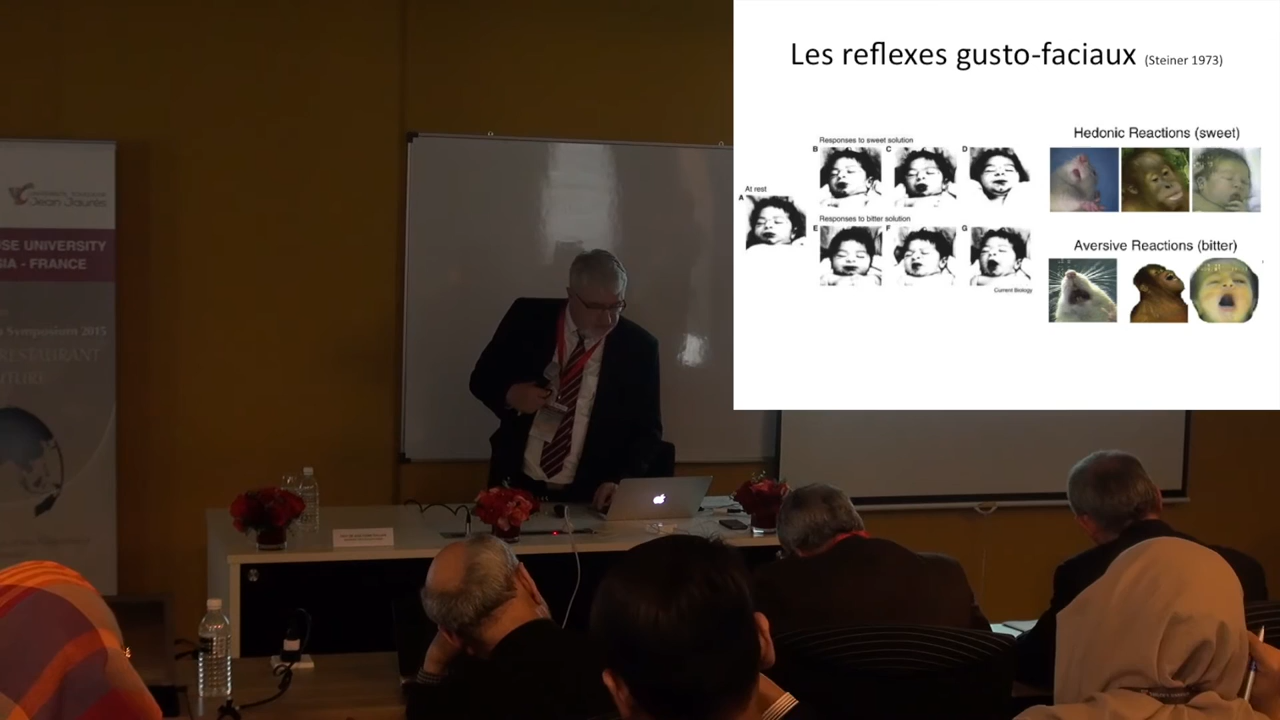 Les reflexes gusto-faciaux (Steiner 1973)
Responses to sweet solution
B C D
At rest
A
Responses to bitter solution
E F G
Current Biology
Hedonic Reactions (sweet)
Aversive Reactions (bitter)
Jean Jaurès
SE UNIVERSITY
IA - FRANCE
Symposium 2015
RESTAURANT